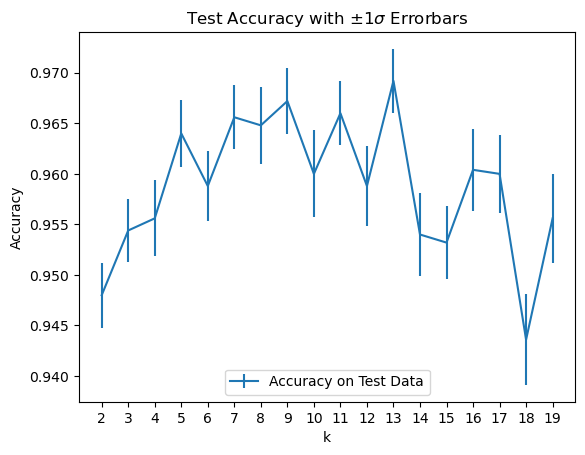 Test Accuracy with ±1σ Errorbars
Accuracy
0.970
0.965
0.960
0.955
0.950
0.945
0.940
Accuracy on Test Data
2 3 4 5 6 7 8 9 10 11 12 13 14 15 16 17 18 19
k